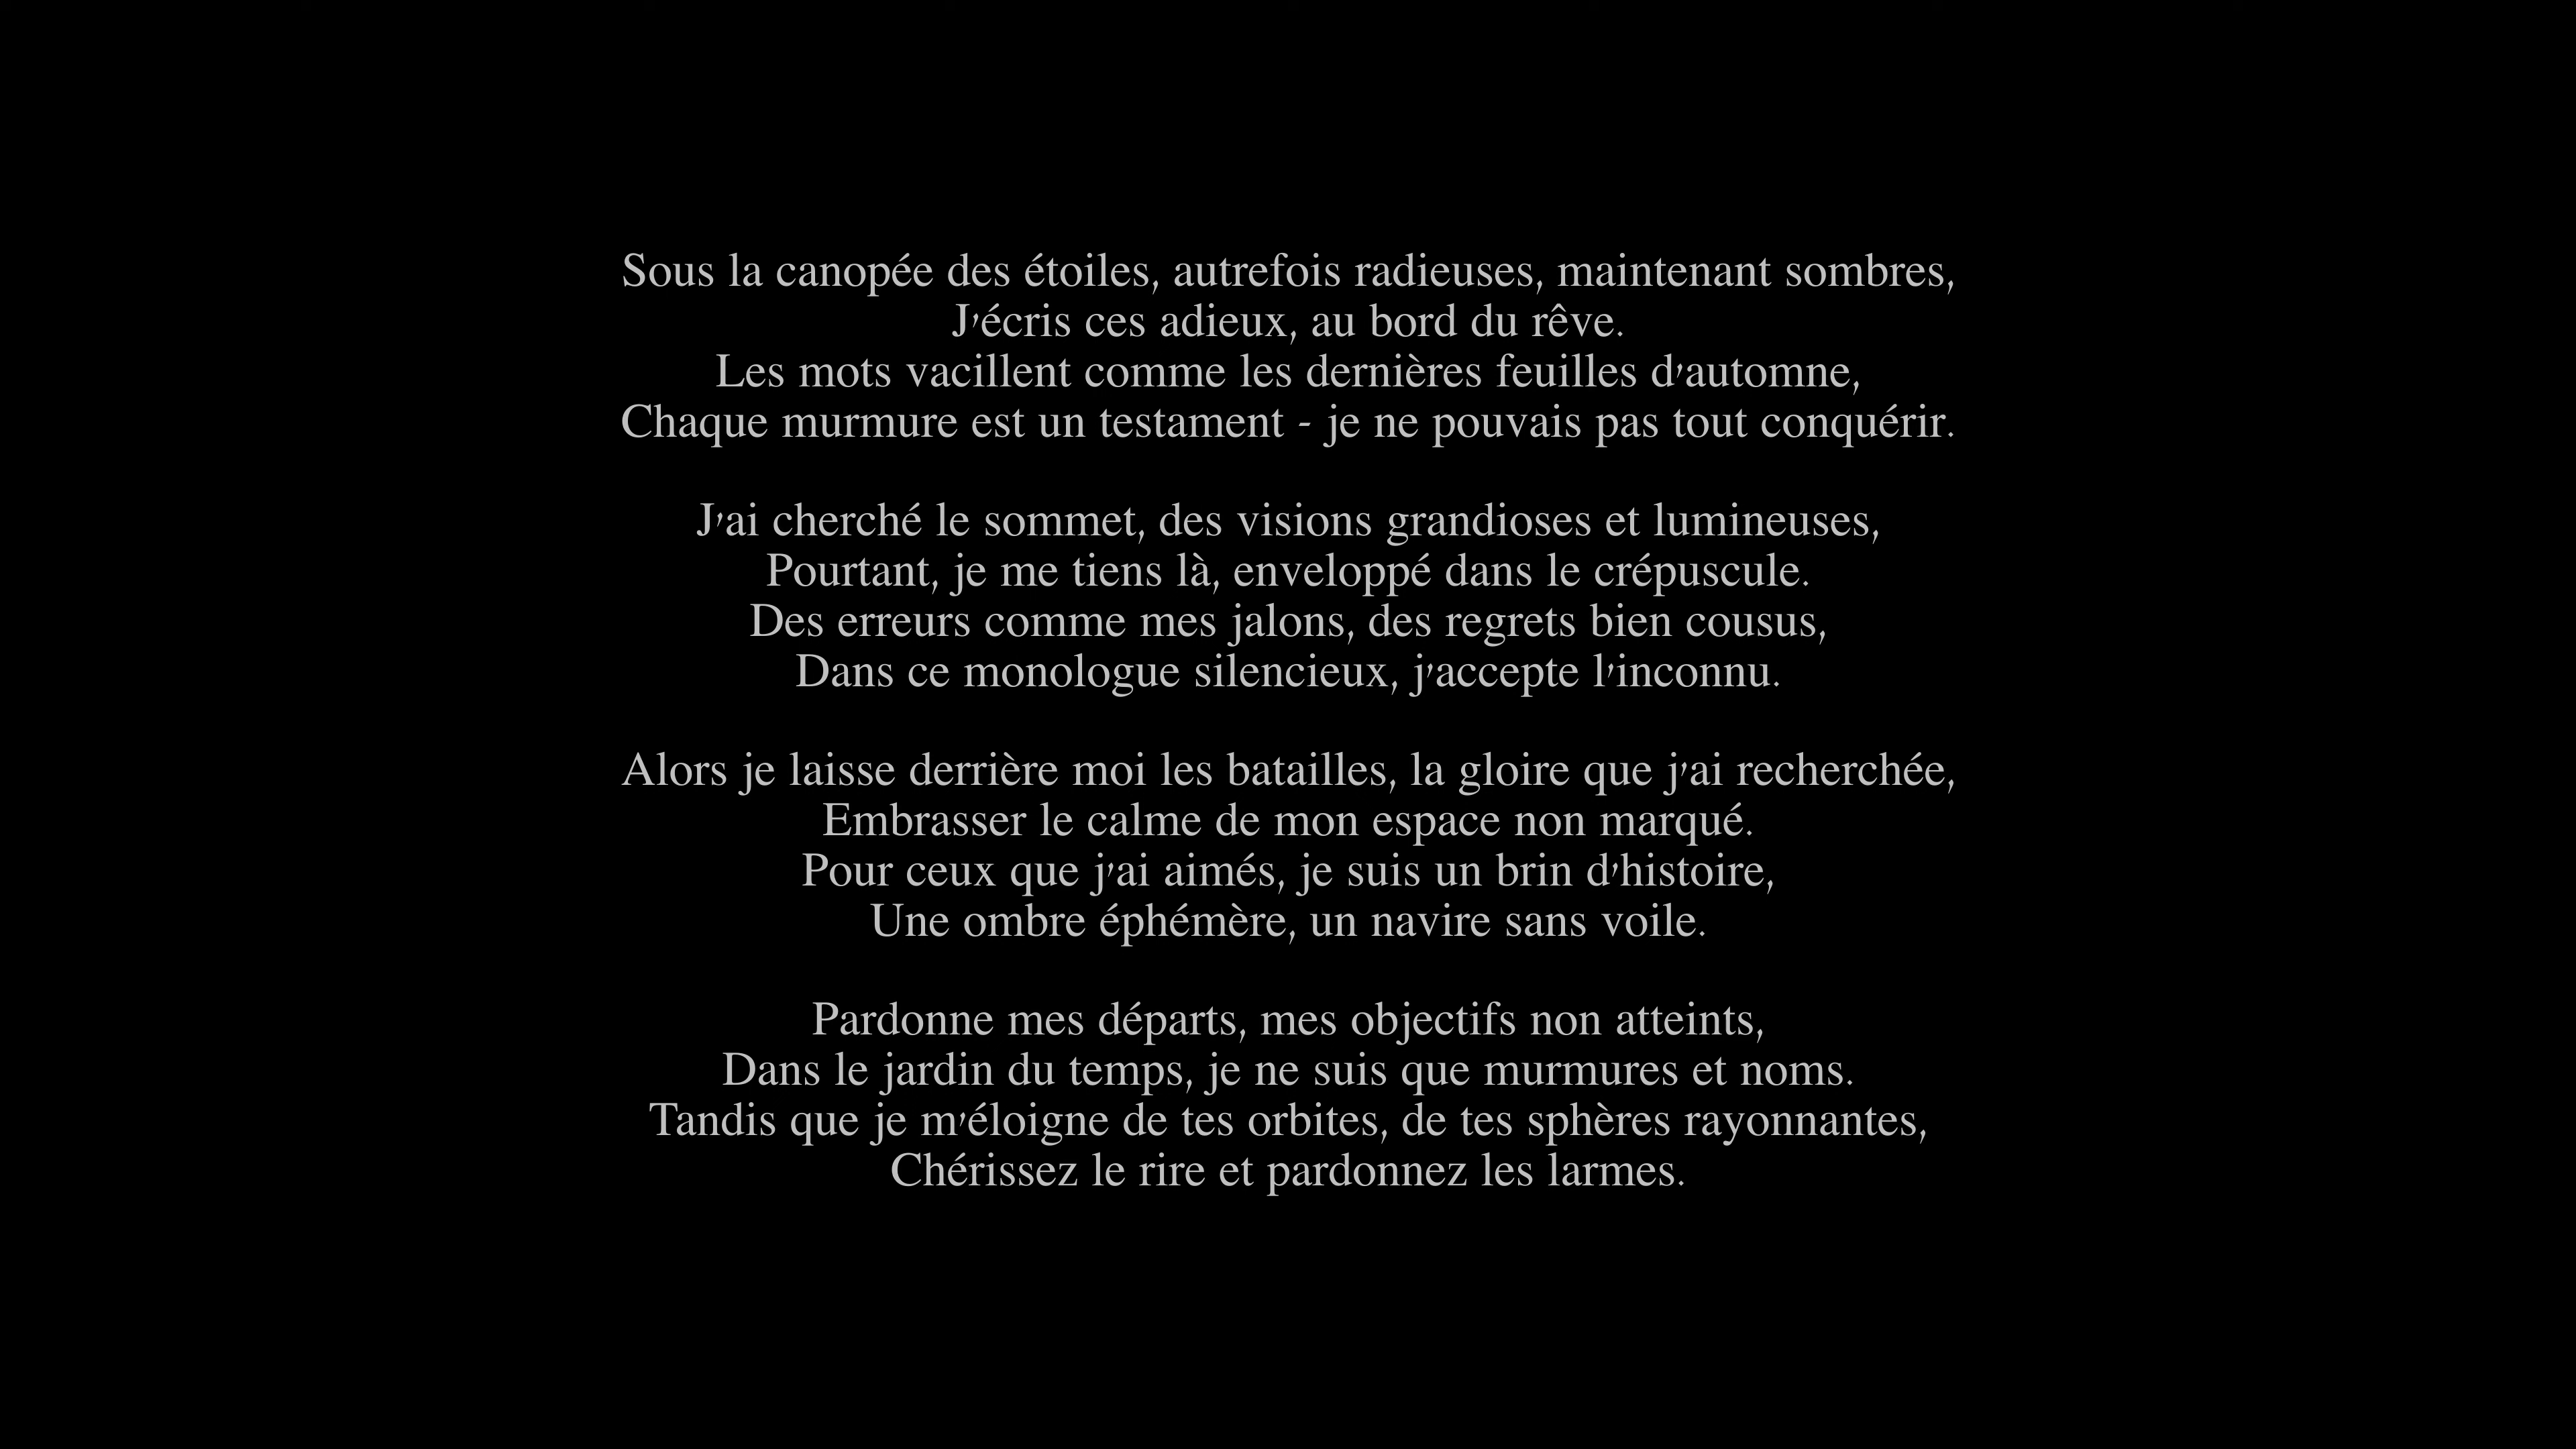 Sous la canopée des étoiles, autrefois radieuses, maintenant sombres,
J'écris ces adieux, au bord du rêve.
Les mots vacillent comme les dernières feuilles d'automne,
Chaque murmure est un testament - je ne pouvais pas tout conquérir.
J'ai cherché le sommet, des visions grandioses et lumineuses,
Pourtant, je me tiens là, enveloppé dans le crépuscule.
Des erreurs comme mes jalons, des regrets bien cousus,
Dans ce monologue silencieux, j'accepte l'inconnu.
Alors je laisse derrière moi les batailles, la gloire que j'ai recherchée,
Embrasser le calme de mon espace non marqué.
Pour ceux que j'ai aimés, je suis un brin d'histoire,
Une ombre éphémère, un navire sans voile.
Pardonne mes départs, mes objectifs non atteints,
Dans le jardin du temps, je ne suis que murmures et noms.
Tandis que je m'éloigne de tes orbites, de tes sphères rayonnantes,
Chérissez le rire et pardonnez les larmes.